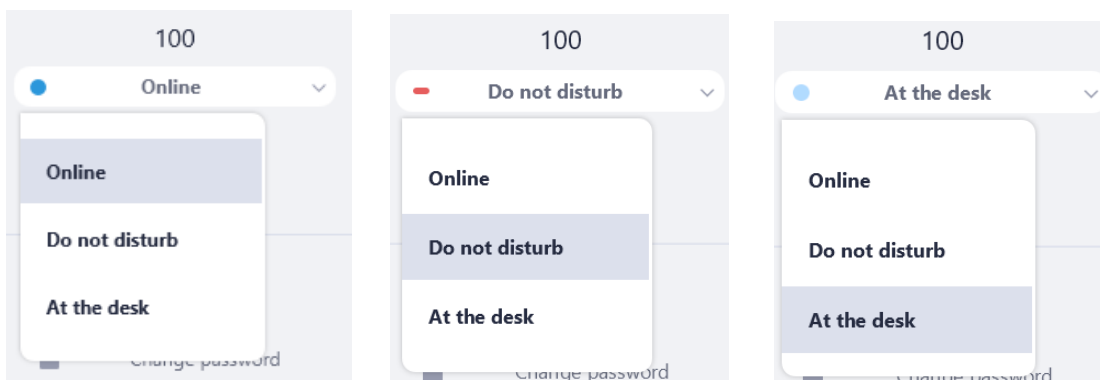 100
Online
Online
Do not disturb
At the desk
Change password
100
Do not disturb
Online
Do not disturb
At the desk
Change password
100
At the desk
Online
Do not disturb
At the desk
Change password